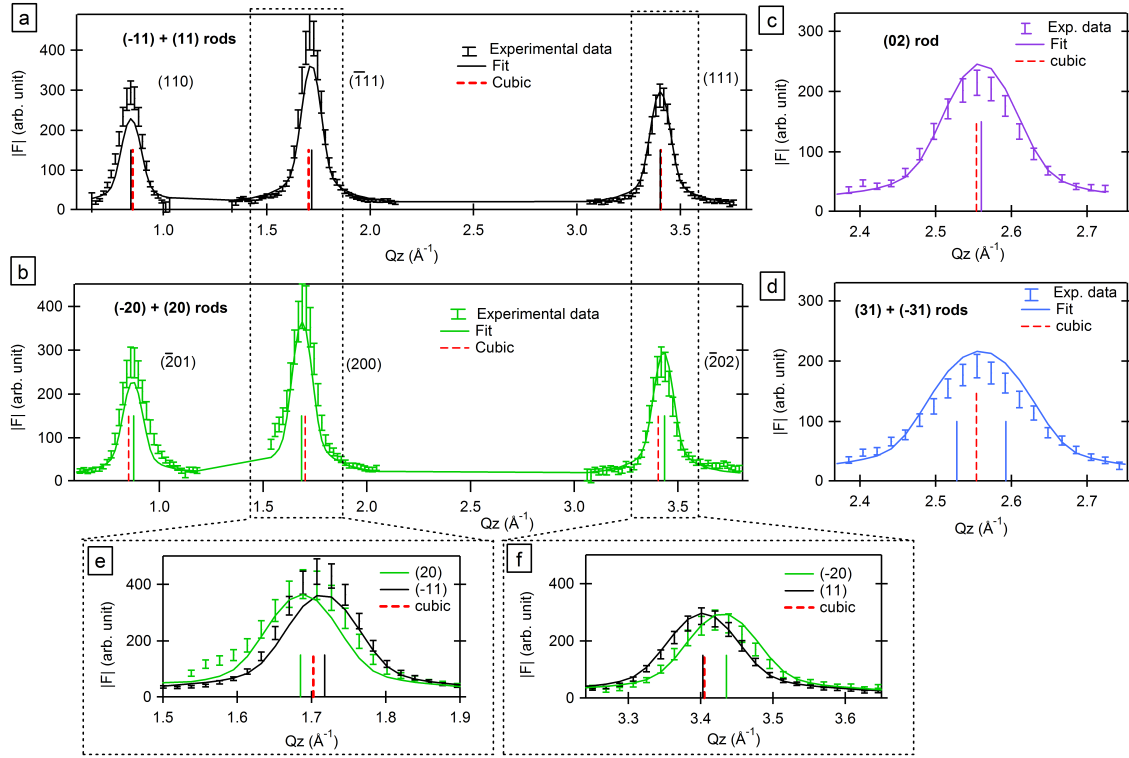 a
(-11) + (11) rods
(110)
(1̅11)
(111)
Experimental data
Fit
Cubic
|F| (arb. unit)
400
300
200
100
0
1.0
1.5
2.0
2.5
3.0
3.5
Qz (Å⁻¹)
c
(02) rod
Exp. data
Fit
cubic
|F| (arb. unit)
300
200
100
0
2.4
2.5
2.6
2.7
Qz (Å⁻¹)
b
(-20) + (20) rods
(2̅01)
(200)
(2̅02)
Experimental data
Fit
Cubic
|F| (arb. unit)
400
300
200
100
0
1.0
1.5
2.0
2.5
3.0
3.5
Qz (Å⁻¹)
d
(31) + (-31) rods
Exp. data
Fit
cubic
|F| (arb. unit)
300
200
100
0
2.4
2.5
2.6
2.7
Qz (Å⁻¹)
e
(20)
(-11)
cubic
|F| (arb. unit)
400
200
0
1.5
1.6
1.7
1.8
1.9
Qz (Å⁻¹)
f
(-20)
(11)
cubic
|F| (arb. unit)
400
200
0
3.3
3.4
3.5
3.6
Qz (Å⁻¹)